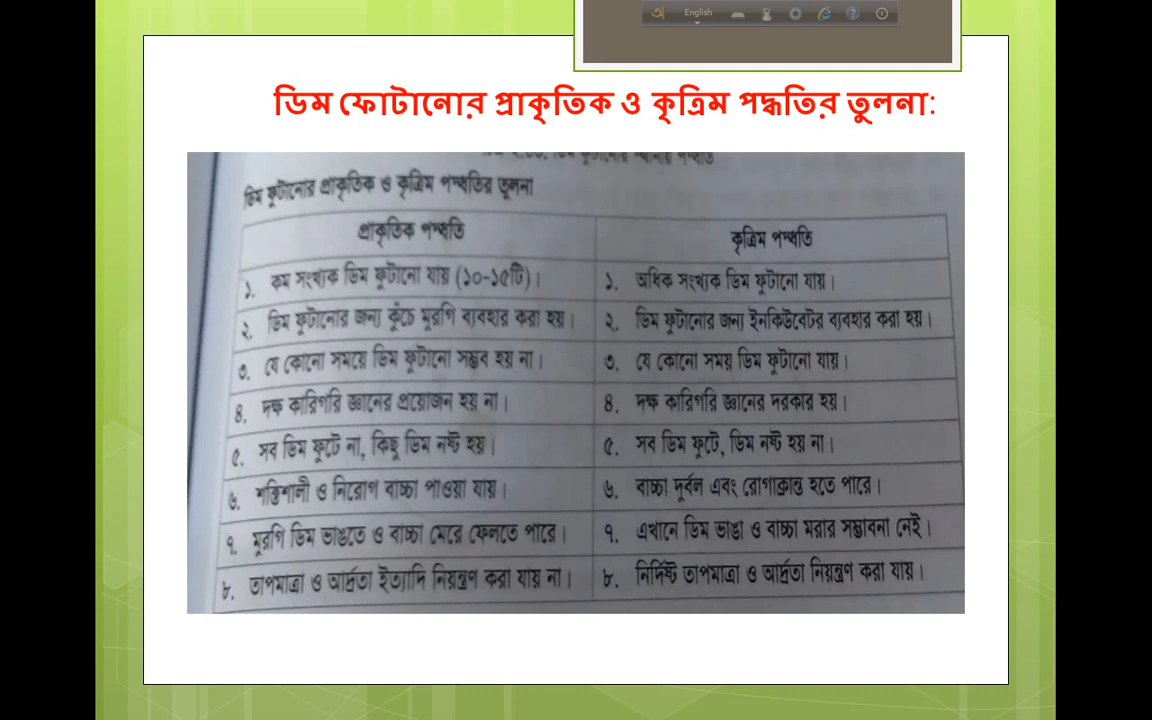 English
ডিম ফোটানোর প্রাকৃতিক ও কৃত্রিম পদ্ধতির তুলনা:
ডিম ফুটানোর প্রাকৃতিক ও কৃত্রিম পদ্ধতির তুলনা
প্রাকৃতিক পদ্ধতি
কৃত্রিম পদ্ধতি
১. কম সংখ্যক ডিম ফুটানো যায় (১০-১৫টি)।
১. অধিক সংখ্যক ডিম ফুটানো যায়।
২. ডিম ফুটানোর জন্য কুঁচে মুরগি ব্যবহার করা হয়।
২. ডিম ফুটানোর জন্য ইনকিউবেটর ব্যবহার করা হয়।
৩. যে কোনো সময়ে ডিম ফুটানো সম্ভব হয় না।
৩. যে কোনো সময় ডিম ফুটানো যায়।
৪. দক্ষ কারিগরি জ্ঞানের প্রয়োজন হয় না।
৪. দক্ষ কারিগরি জ্ঞানের দরকার হয়।
৫. সব ডিম ফুটে না, কিছু ডিম নষ্ট হয়।
৫. সব ডিম ফুটে, ডিম নষ্ট হয় না।
৬. শক্তিশালী ও নিরোগ বাচ্চা পাওয়া যায়।
৬. বাচ্চা দুর্বল এবং রোগাক্রান্ত হতে পারে।
৭. মুরগি ডিম ভাঙতে ও বাচ্চা মেরে ফেলতে পারে।
৭. এখানে ডিম ভাঙা ও বাচ্চা মরার সম্ভাবনা নেই।
৮. তাপমাত্রা ও আর্দ্রতা ইত্যাদি নিয়ন্ত্রণ করা যায় না।
৮. নির্দিষ্ট তাপমাত্রা ও আর্দ্রতা নিয়ন্ত্রণ করা যায়।